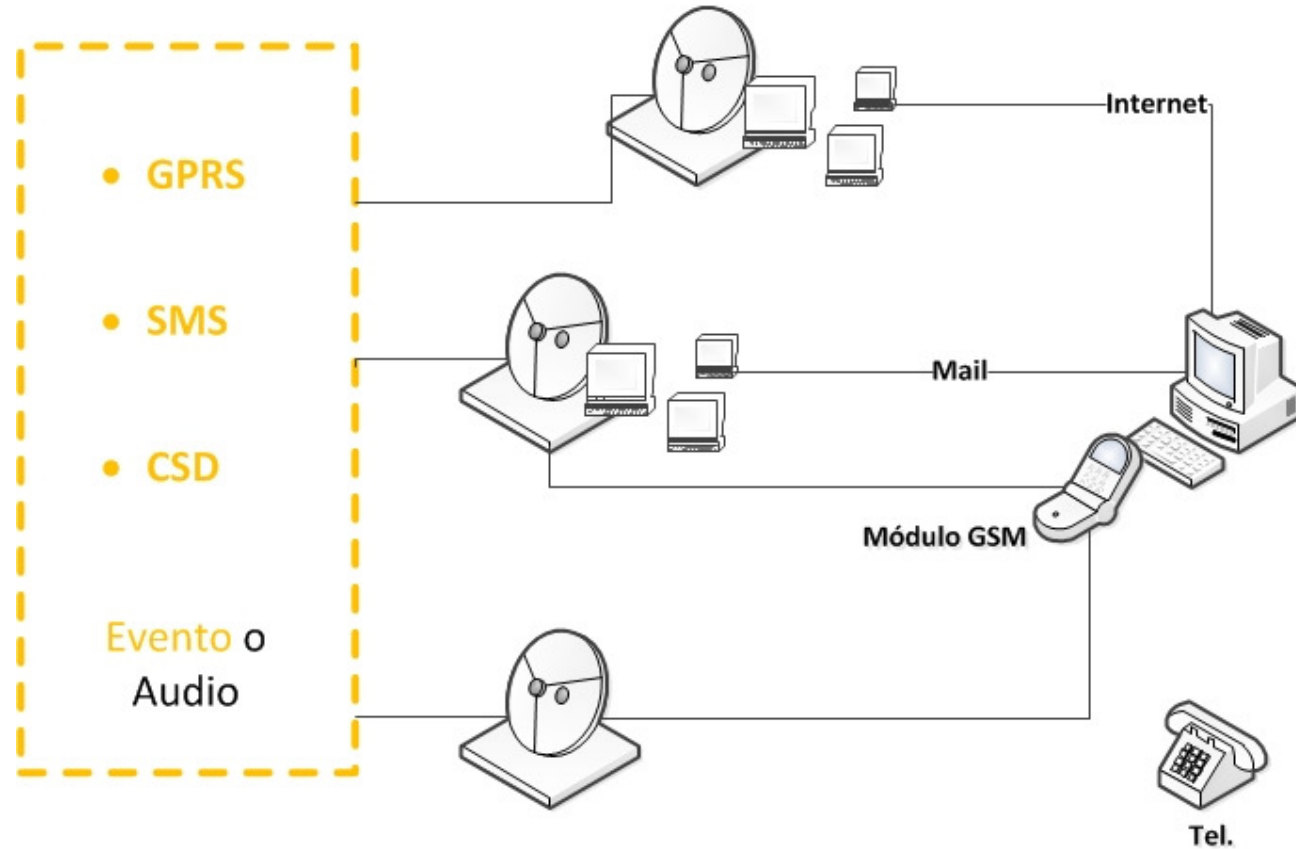 Internet
• GPRS
• SMS
Mail
• CSD
Módulo GSM
Evento o
Audio
Tel.